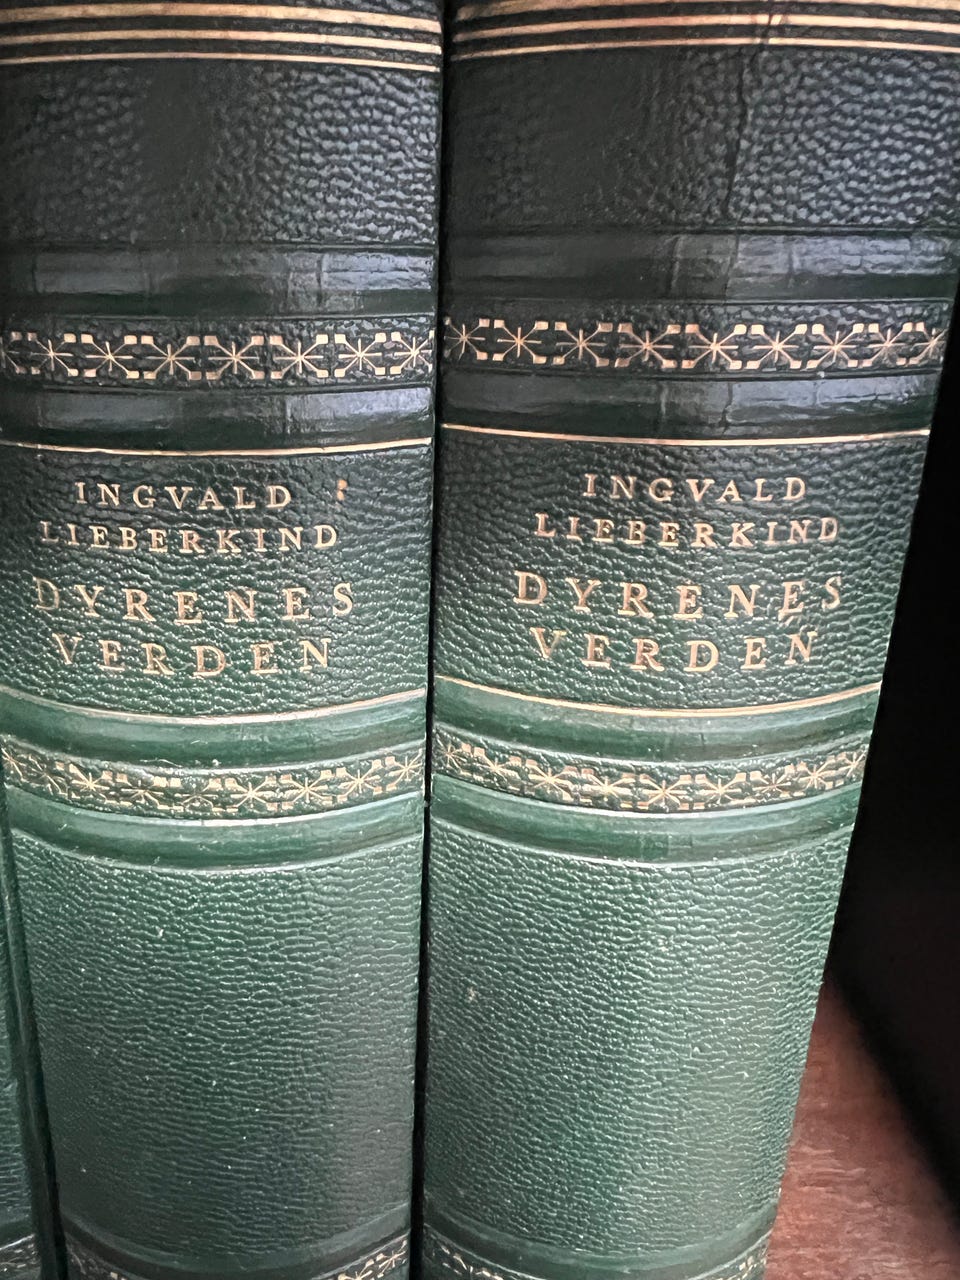 INGVALD
LIEBERKIND
DYRENES
VERDEN
INGVALD
LIEBERKIND
DYRENES
VERDEN